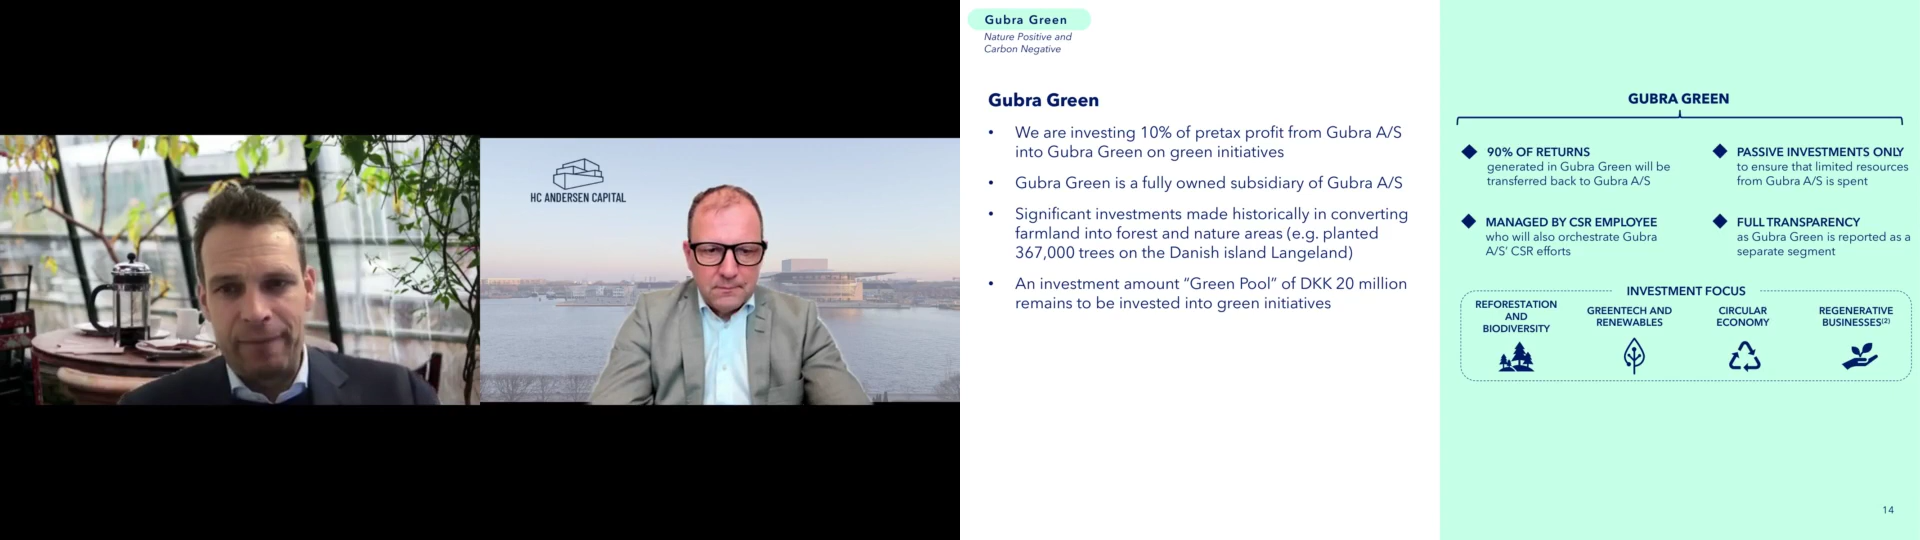 HC ANDERSEN CAPITAL
Gubra Green
Nature Positive and
Carbon Negative
Gubra Green
• We are investing 10% of pretax profit from Gubra A/S
into Gubra Green on green initiatives
• Gubra Green is a fully owned subsidiary of Gubra A/S
• Significant investments made historically in converting
farmland into forest and nature areas (e.g. planted
367,000 trees on the Danish island Langeland)
• An investment amount “Green Pool” of DKK 20 million
remains to be invested into green initiatives
GUBRA GREEN
90% OF RETURNS
generated in Gubra Green will be
transferred back to Gubra A/S
PASSIVE INVESTMENTS ONLY
to ensure that limited resources
from Gubra A/S is spent
MANAGED BY CSR EMPLOYEE
who will also orchestrate Gubra
A/S’ CSR efforts
FULL TRANSPARENCY
as Gubra Green is reported as a
separate segment
INVESTMENT FOCUS
REFORESTATION
AND
BIODIVERSITY
GREENTECH AND
RENEWABLES
CIRCULAR
ECONOMY
REGENERATIVE
BUSINESSES(2)
14